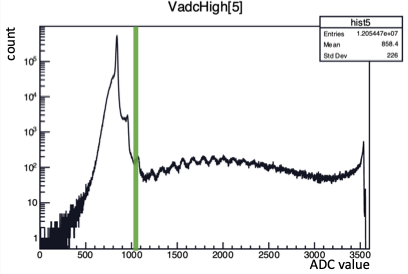 VadcHigh[5]
hist5
Entries 1.205447e+07
Mean 858.4
Std Dev 226
count
10⁵
10⁴
10³
10²
10
1
0 500 1000 1500 2000 2500 3000 3500
ADC value